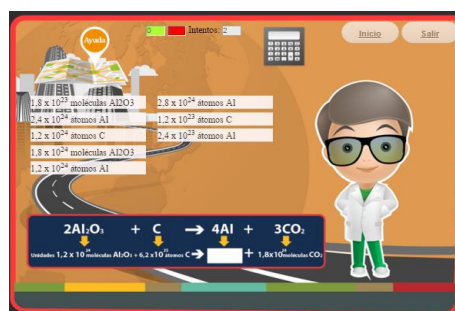 Ayuda
0 Intentos: 2
Inicio Salir
1,8 x 10²³ moléculas Al2O3
2,8 x 10²⁴ átomos Al
2,4 x 10²⁴ átomos Al
1,2 x 10²³ átomos C
1,2 x 10²⁴ átomos C
2,4 x 10²³ átomos Al
1,8 x 10²⁴ moléculas Al2O3
1,2 x 10²⁴ átomos Al
2Al₂O₃ + C → 4Al + 3CO₂
Unidades 1,2 x 10²⁴ moléculas Al₂O₃ + 6,2 x10²³ átomos C → + 1,8x10²⁴ moléculas CO₂